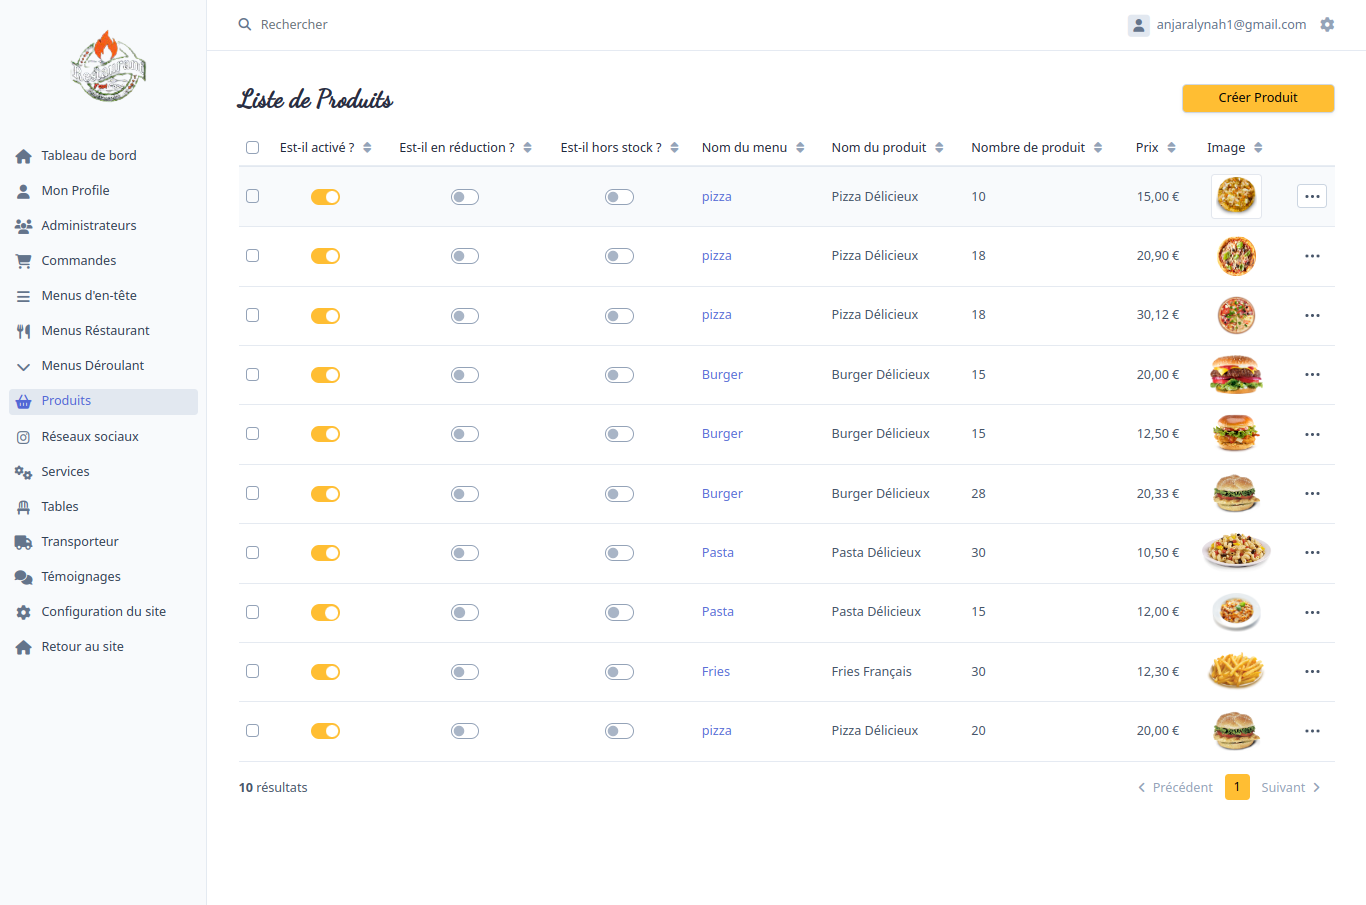 Restaurant
Rechercher
anjaralynah1@gmail.com
Liste de Produits
Créer Produit
Tableau de bord
Mon Profile
Administrateurs
Commandes
Menus d'en-tête
Menus Réstaurant
Menus Déroulant
Produits
Réseaux sociaux
Services
Tables
Transporteur
Témoignages
Configuration du site
Retour au site
Est-il activé ? Est-il en réduction ? Est-il hors stock ? Nom du menu Nom du produit Nombre de produit Prix Image
pizza Pizza Délicieux 10 15,00 €
pizza Pizza Délicieux 18 20,90 €
pizza Pizza Délicieux 18 30,12 €
Burger Burger Délicieux 15 20,00 €
Burger Burger Délicieux 15 12,50 €
Burger Burger Délicieux 28 20,33 €
Pasta Pasta Délicieux 30 10,50 €
Pasta Pasta Délicieux 15 12,00 €
Fries Fries Français 30 12,30 €
pizza Pizza Délicieux 20 20,00 €
10 résultats
Précédent 1 Suivant